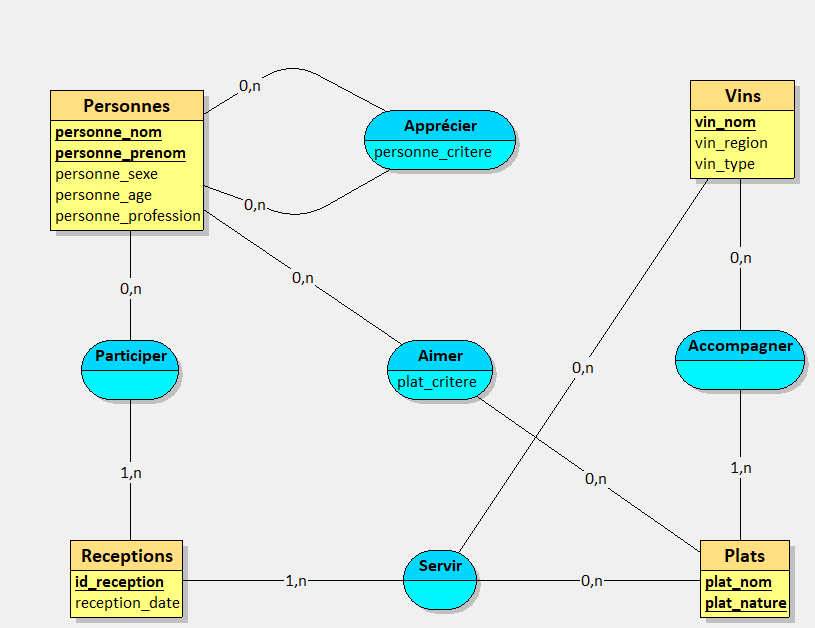 0,n
Personnes
personne_nom
personne_prenom
personne_sexe
personne_age
personne_profession
Apprécier
personne_critere
0,n
Vins
vin_nom
vin_region
vin_type
0,n
0,n
0,n
Participer
Aimer
plat_critere
0,n
Accompagner
1,n
0,n
1,n
Receptions
id_reception
reception_date
1,n
Servir
0,n
Plats
plat_nom
plat_nature